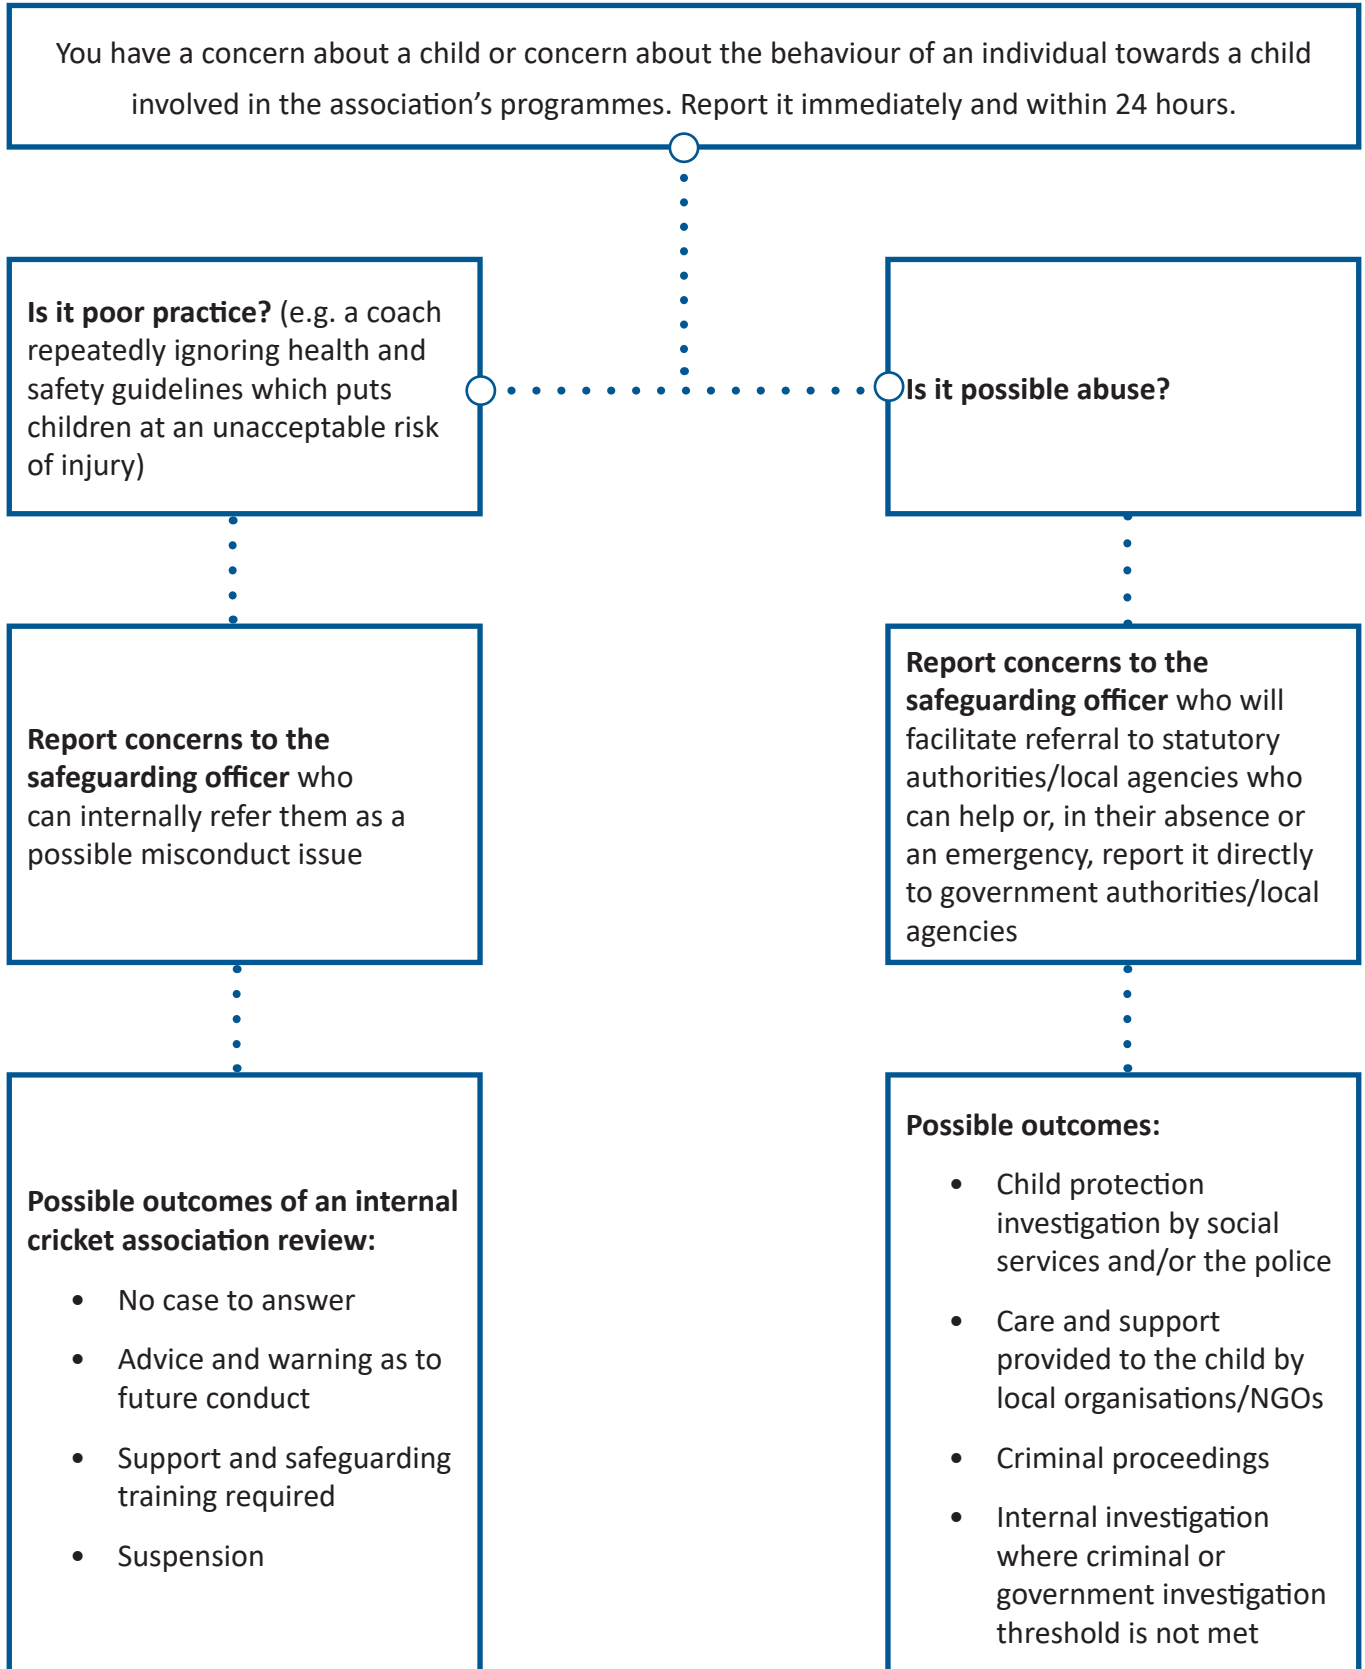 You have a concern about a child or concern about the behaviour of an individual towards a child
involved in the association’s programmes. Report it immediately and within 24 hours.
Is it poor practice? (e.g. a coach
repeatedly ignoring health and
safety guidelines which puts
children at an unacceptable risk
of injury)
Is it possible abuse?
Report concerns to the
safeguarding officer who
can internally refer them as a
possible misconduct issue
Report concerns to the
safeguarding officer who will
facilitate referral to statutory
authorities/local agencies who
can help or, in their absence or
an emergency, report it directly
to government authorities/local
agencies
Possible outcomes of an internal
cricket association review:
• No case to answer
• Advice and warning as to
future conduct
• Support and safeguarding
training required
• Suspension
Possible outcomes:
• Child protection
investigation by social
services and/or the police
• Care and support
provided to the child by
local organisations/NGOs
• Criminal proceedings
• Internal investigation
where criminal or
government investigation
threshold is not met